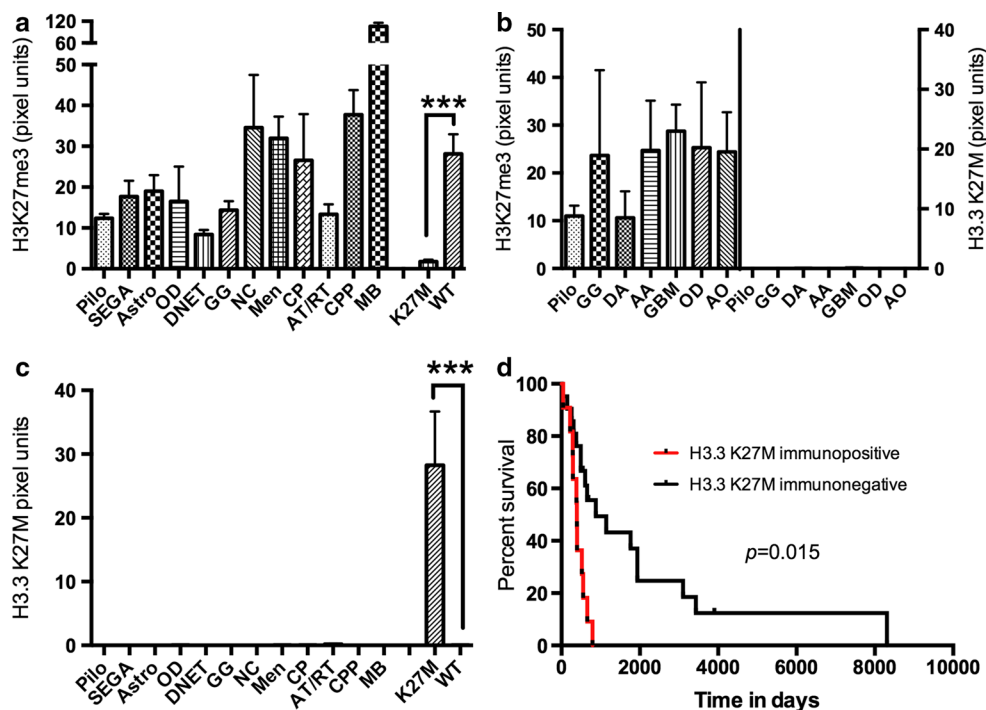 a
H3K27me3 (pixel units)
120
60
50
40
30
20
10
0
***
Pilo
SEGA
Astro
OD
DNET
GG
NC
Men
CP
AT/RT
CPP
MB
K27M
WT
b
H3K27me3 (pixel units)
50
40
30
20
10
0
40
30
20
10
0
H3.3 K27M (pixel units)
Pilo
GG
DA
AA
GBM
OD
AO
Pilo
GG
DA
AA
GBM
OD
AO
c
H3.3 K27M pixel units
40
30
20
10
0
***
Pilo
SEGA
Astro
OD
DNET
GG
NC
Men
CP
AT/RT
CPP
MB
K27M
WT
d
Percent survival
100
80
60
40
20
0
H3.3 K27M immunopositive
H3.3 K27M immunonegative
p=0.015
0
2000
4000
6000
8000
10000
Time in days